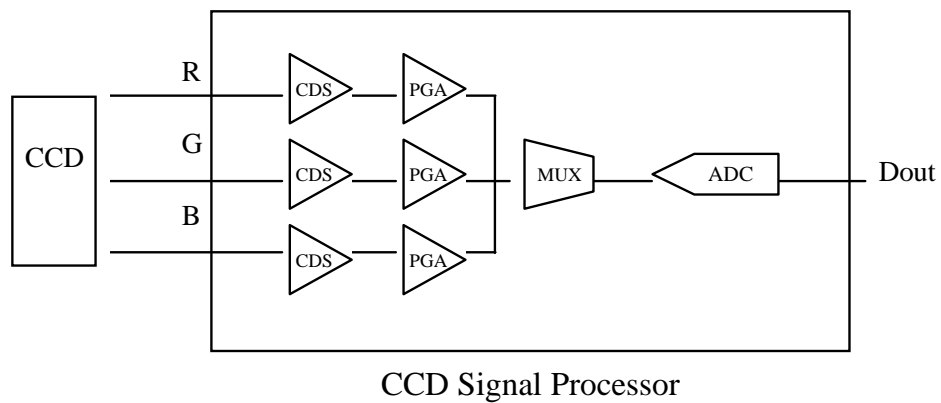 R
CDS
PGA
CCD
G
CDS
PGA
MUX
ADC
Dout
B
CDS
PGA
CCD Signal Processor